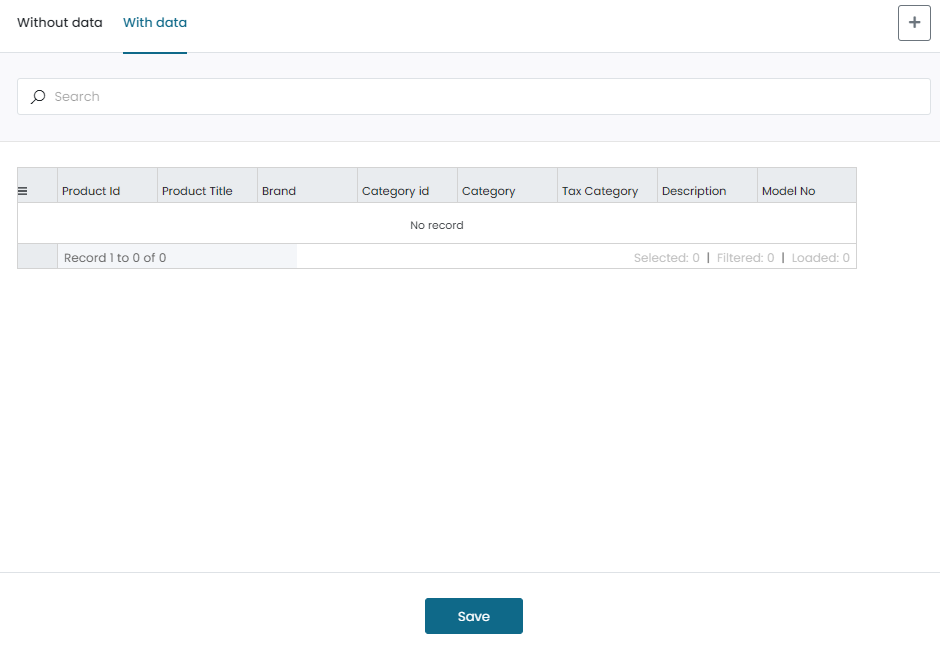 Without data With data
Search
Product Id Product Title Brand Category id Category Tax Category Description Model No
No record
Record 1 to 0 of 0 Selected: 0 | Filtered: 0 | Loaded: 0
Save